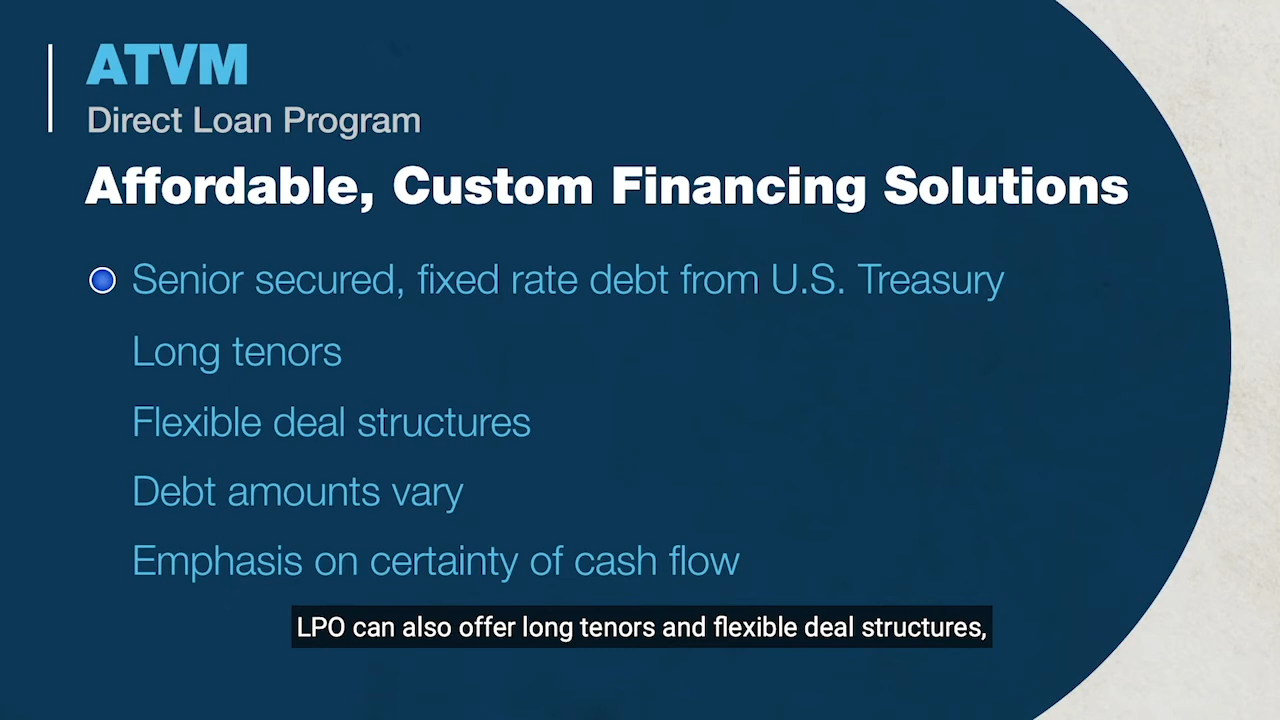 ATVM
Direct Loan Program
Affordable, Custom Financing Solutions
Senior secured, fixed rate debt from U.S. Treasury
Long tenors
Flexible deal structures
Debt amounts vary
Emphasis on certainty of cash flow
LPO can also offer long tenors and flexible deal structures,